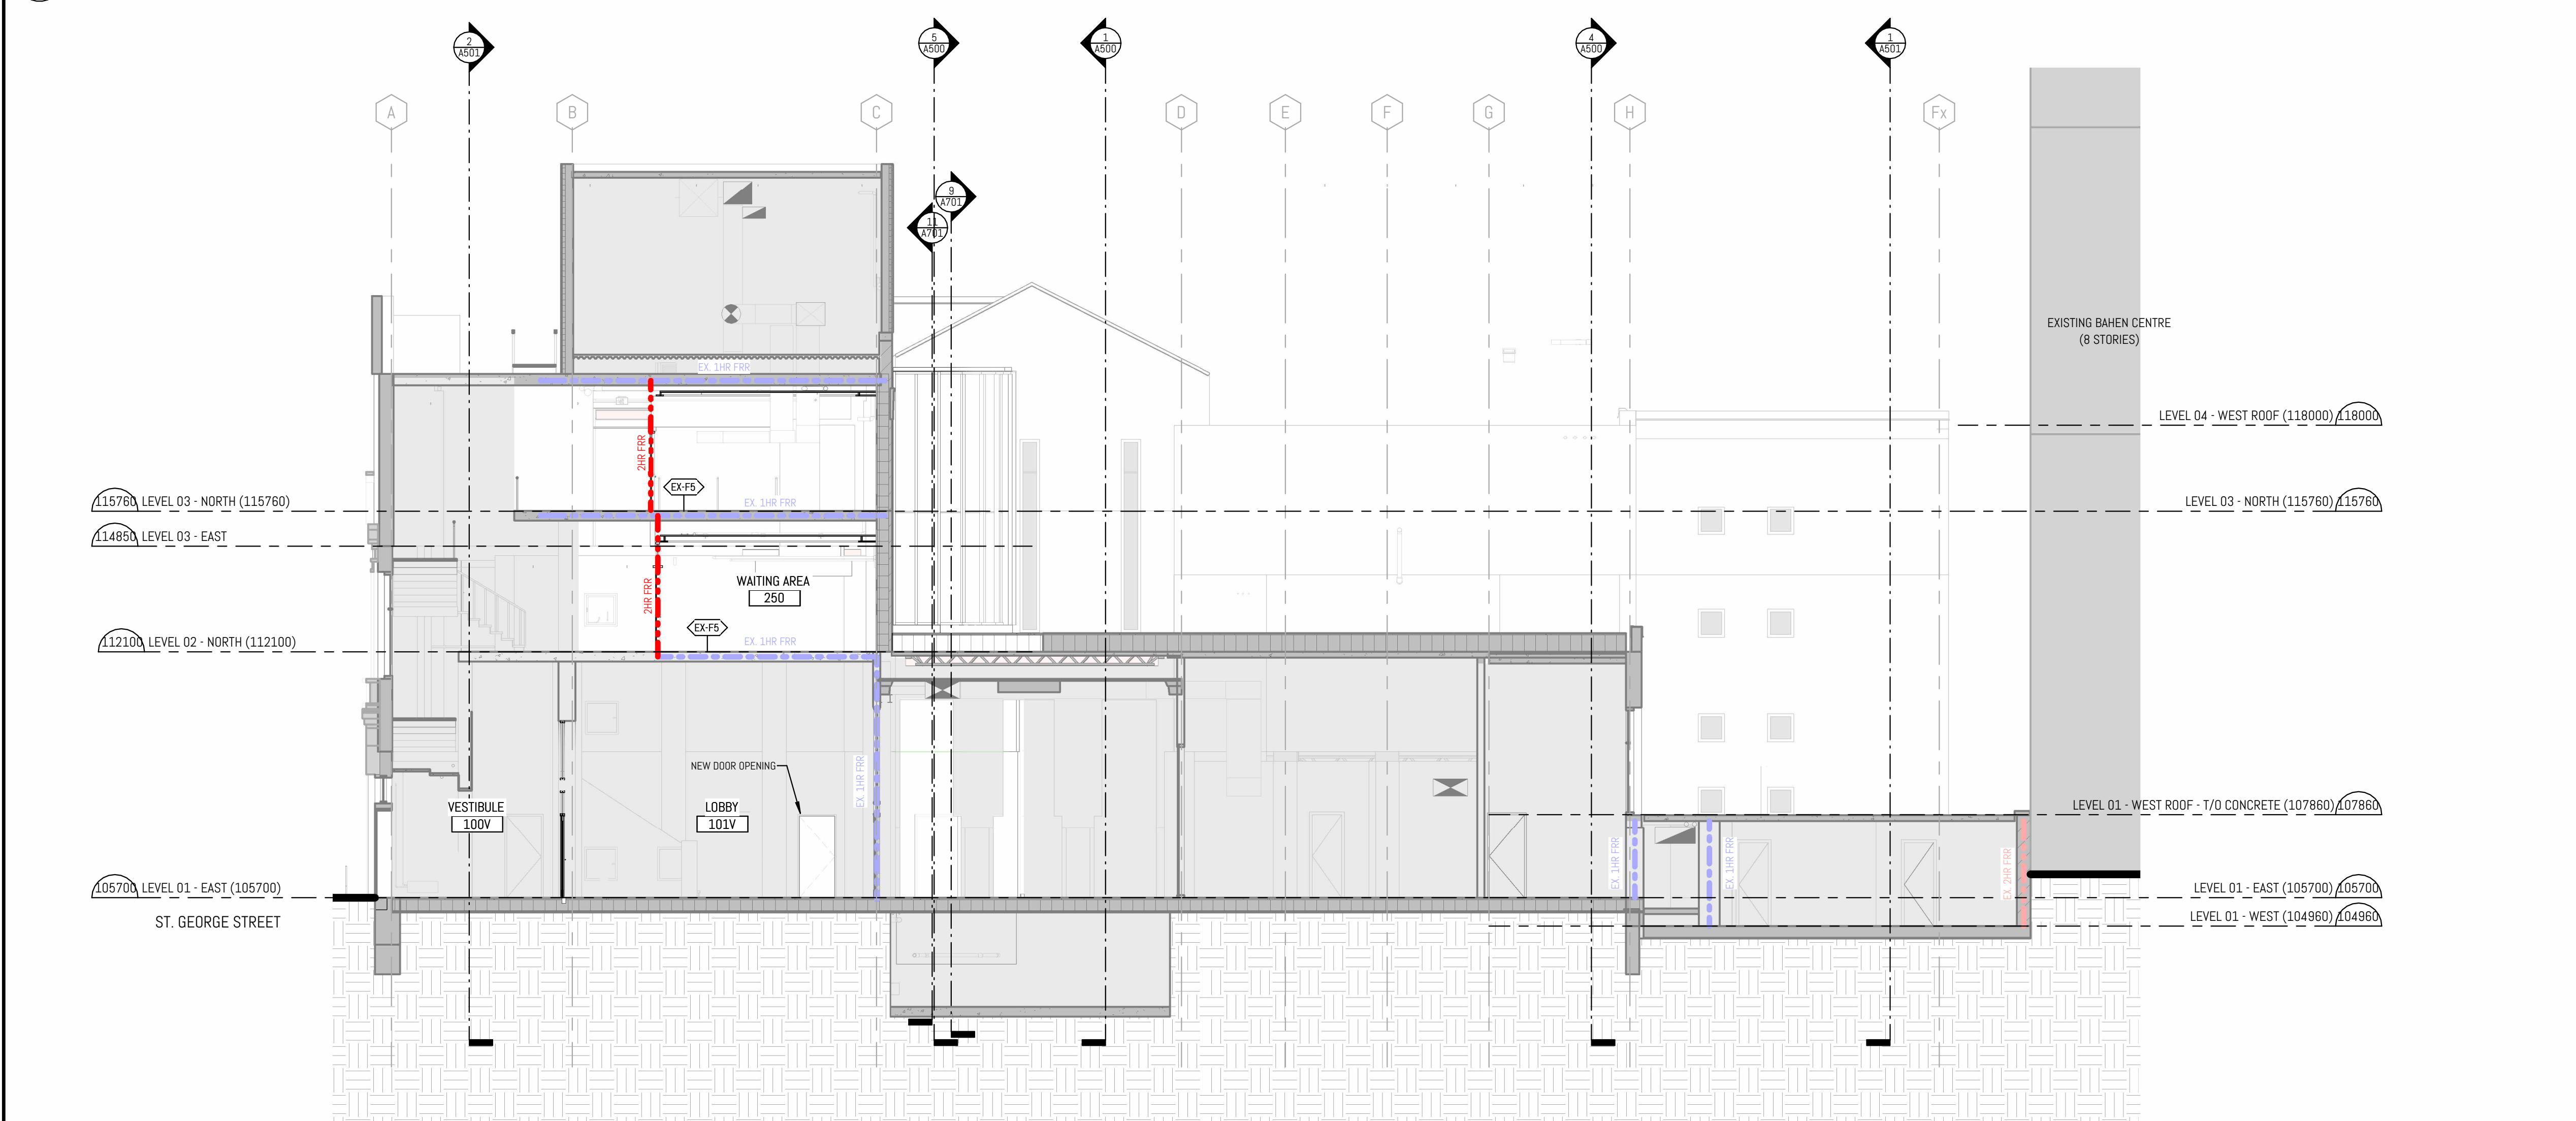 2
A501
5
A500
1
A500
4
A500
1
A501
A
B
C
D
E
F
G
H
Fx
9
A701
11
A701
EXISTING BAHEN CENTRE
(8 STORIES)
EX. 1HR FRR
LEVEL 04 - WEST ROOF (118000) 118000
2HR FRR
EX-F5
EX. 1HR FRR
115760 LEVEL 03 - NORTH (115760)
LEVEL 03 - NORTH (115760) 115760
114850 LEVEL 03 - EAST
2HR FRR
WAITING AREA
250
EX-F5
EX. 1HR FRR
112100 LEVEL 02 - NORTH (112100)
NEW DOOR OPENING
EX. 1HR FRR
VESTIBULE
100V
LOBBY
101V
LEVEL 01 - WEST ROOF - T/O CONCRETE (107860) 107860
EX. 1HR FRR
EX. 1HR FRR
EX. 2HR FRR
105700 LEVEL 01 - EAST (105700)
LEVEL 01 - EAST (105700) 105700
ST. GEORGE STREET
LEVEL 01 - WEST (104960) 104960